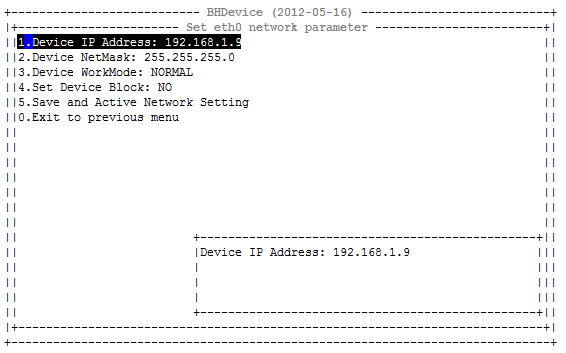 BHDevice (2012-05-16)
Set eth0 network parameter
1.Device IP Address: 192.168.1.9
2.Device NetMask: 255.255.255.0
3.Device WorkMode: NORMAL
4.Set Device Block: NO
5.Save and Active Network Setting
0.Exit to previous menu
Device IP Address: 192.168.1.9